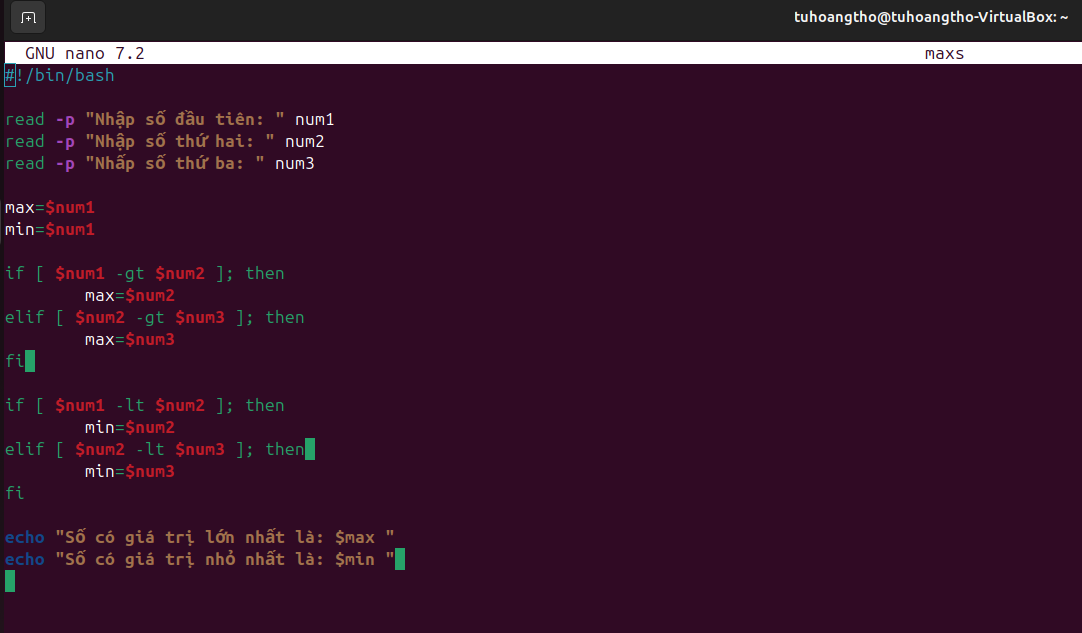 tuhoangtho@tuhoangtho-VirtualBox: ~
GNU nano 7.2 maxs
#!/bin/bash
read -p "Nhập số đầu tiên: " num1
read -p "Nhập số thứ hai: " num2
read -p "Nhấp số thứ ba: " num3
max=$num1
min=$num1
if [ $num1 -gt $num2 ]; then
max=$num2
elif [ $num2 -gt $num3 ]; then
max=$num3
fi
if [ $num1 -lt $num2 ]; then
min=$num2
elif [ $num2 -lt $num3 ]; then
min=$num3
fi
echo "Số có giá trị lớn nhất là: $max "
echo "Số có giá trị nhỏ nhất là: $min "